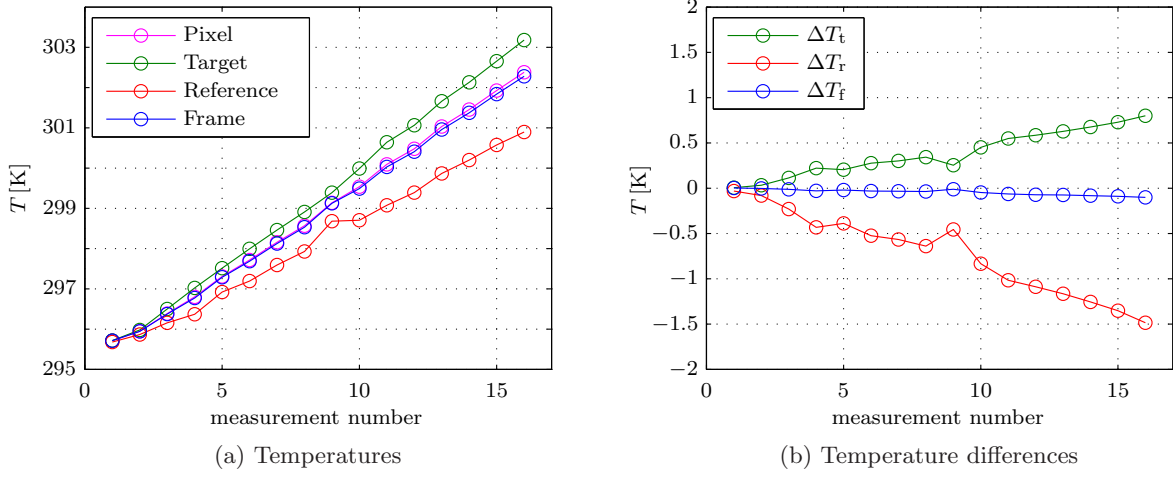 303
301
299
297
295
T [K]
Pixel
Target
Reference
Frame
0
5
10
15
measurement number
(a) Temperatures
2
1.5
1
0.5
0
−0.5
−1
−1.5
−2
T [K]
ΔTt
ΔTr
ΔTf
0
5
10
15
measurement number
(b) Temperature differences